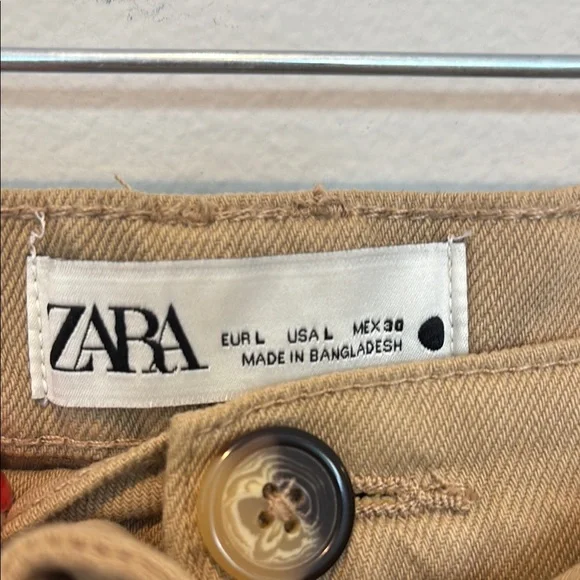 ZARA
EUR L USA L MEX 30
MADE IN BANGLADESH